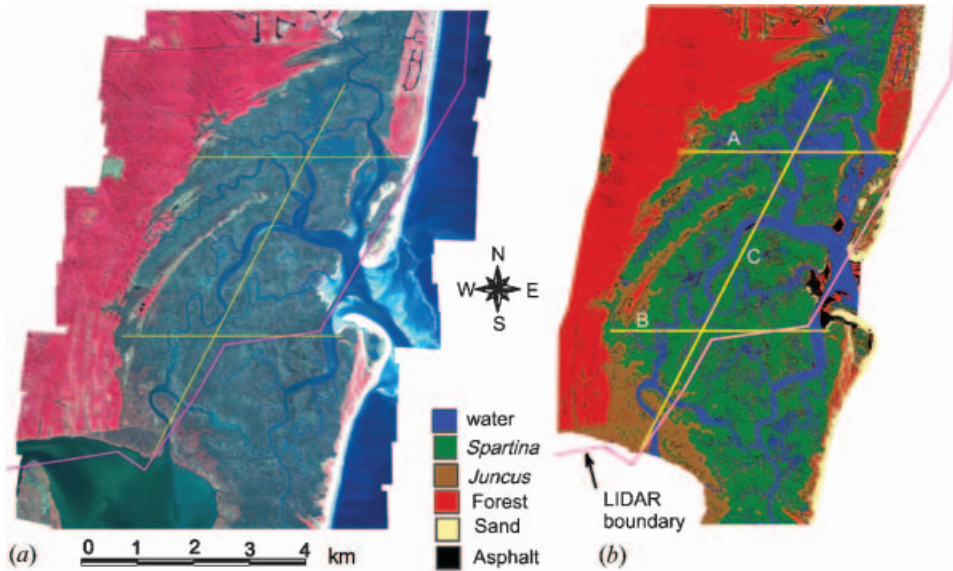 A
B
C
N
W E
S
water
Spartina
Juncus
Forest
Sand
Asphalt
LIDAR
boundary
(a)
0 1 2 3 4
km
(b)